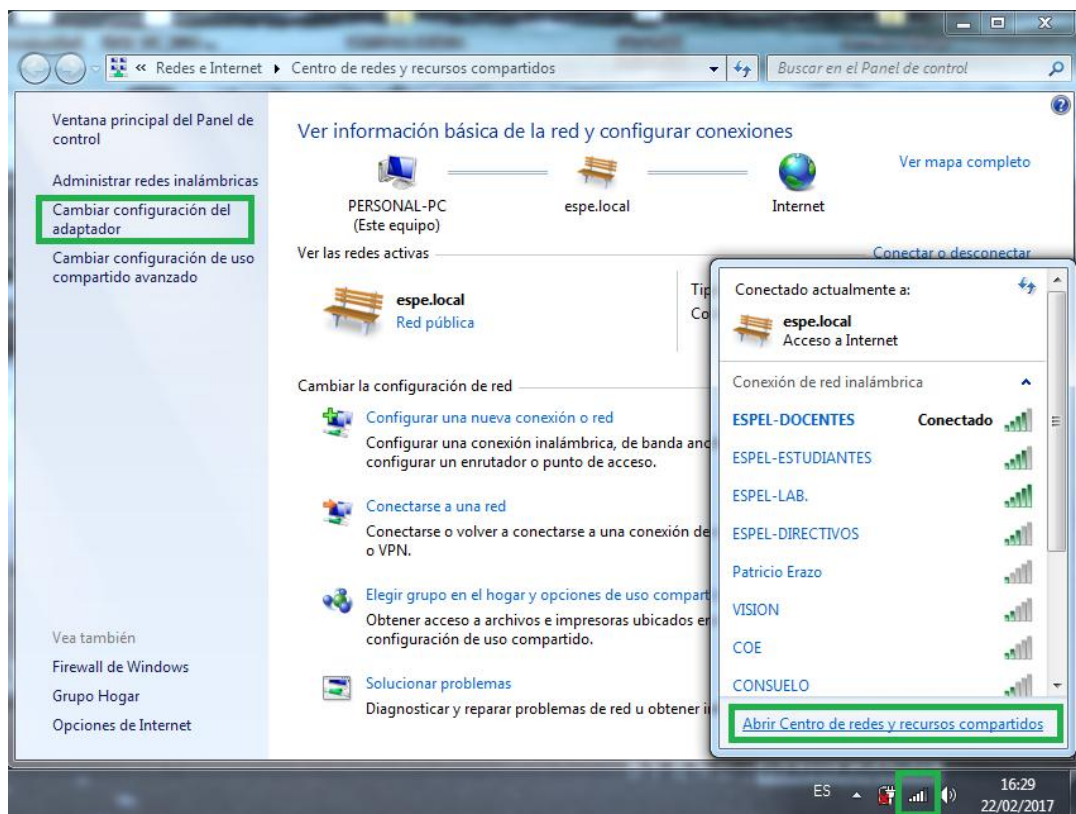 « Redes e Internet ▸ Centro de redes y recursos compartidos
Buscar en el Panel de control
Ventana principal del Panel de
control
Administrar redes inalámbricas
Cambiar configuración del
adaptador
Cambiar configuración de uso
compartido avanzado
Vea también
Firewall de Windows
Grupo Hogar
Opciones de Internet
Ver información básica de la red y configurar conexiones
Ver mapa completo
PERSONAL-PC
(Este equipo)
espe.local
Internet
Ver las redes activas
Conectar o desconectar
espe.local
Red pública
Tip
Co
Cambiar la configuración de red
Configurar una nueva conexión o red
Configurar una conexión inalámbrica, de banda anc
configurar un enrutador o punto de acceso.
Conectarse a una red
Conectarse o volver a conectarse a una conexión de
o VPN.
Elegir grupo en el hogar y opciones de uso compart
Obtener acceso a archivos e impresoras ubicados en
configuración de uso compartido.
Solucionar problemas
Diagnosticar y reparar problemas de red u obtener i
Conectado actualmente a:
espe.local
Acceso a Internet
Conexión de red inalámbrica
ESPEL-DOCENTES Conectado
ESPEL-ESTUDIANTES
ESPEL-LAB.
ESPEL-DIRECTIVOS
Patricio Erazo
VISION
COE
CONSUELO
Abrir Centro de redes y recursos compartidos
ES
16:29
22/02/2017